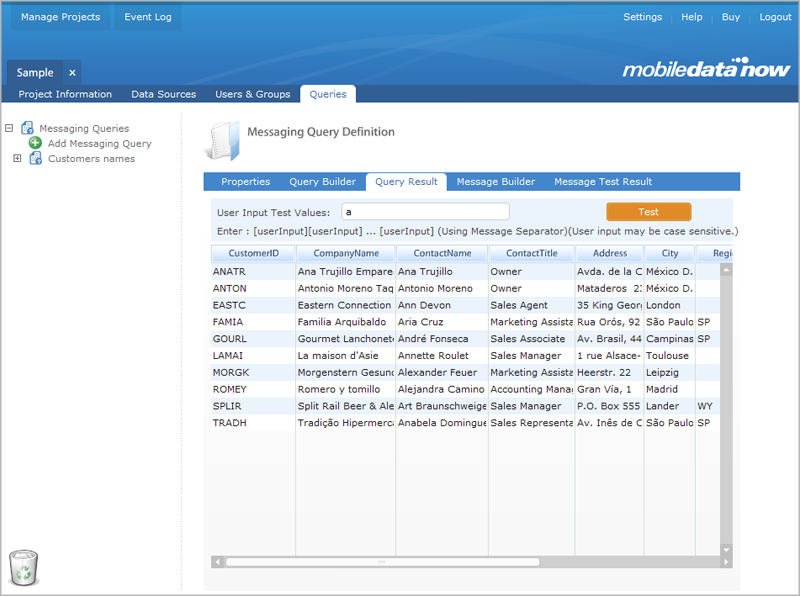 Manage Projects Event Log Settings Help Buy Logout
Sample x
mobiledatanow
Project Information Data Sources Users & Groups Queries
Messaging Queries
Add Messaging Query
Customers names
Messaging Query Definition
Properties Query Builder Query Result Message Builder Message Test Result
User Input Test Values: a Test
Enter : [userInput][userInput] ... [userInput] (Using Message Separator)(User input may be case sensitive.)
CustomerID CompanyName ContactName ContactTitle Address City Regi
ANATR Ana Trujillo Empare Ana Trujillo Owner Avda. de la C México D.
ANTON Antonio Moreno Taq Antonio Moreno Owner Mataderos 23 México D.
EASTC Eastern Connection Ann Devon Sales Agent 35 King Georg London
FAMIA Familia Arquibaldo Aria Cruz Marketing Assista Rua Orós, 92 São Paulo SP
GOURL Gourmet Lanchonete André Fonseca Sales Associate Av. Brasil, 44 Campinas SP
LAMAI La maison d'Asie Annette Roulet Sales Manager 1 rue Alsace- Toulouse
MORGK Morgenstern Gesund Alexander Feuer Marketing Assista Heerstr. 22 Leipzig
ROMEY Romero y tomillo Alejandra Camino Accounting Manag Gran Vía, 1 Madrid
SPLIR Split Rail Beer & Ale Art Braunschweige Sales Manager P.O. Box 555 Lander WY
TRADH Tradição Hipermerca Anabela Domingue Sales Representa Av. Inês de C São Paulo SP